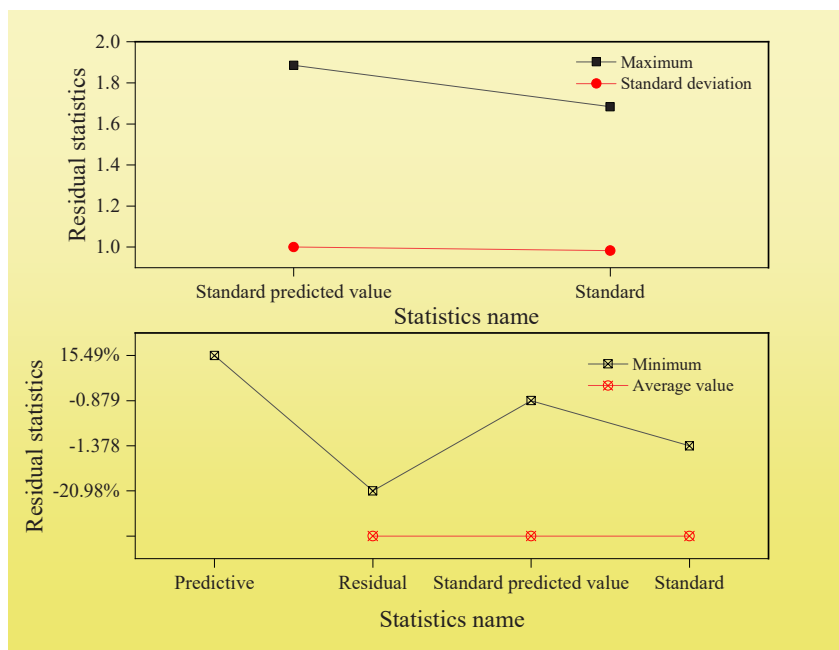 2.0
1.8
1.6
1.4
1.2
1.0
Residual statistics
Maximum
Standard deviation
Standard predicted value
Standard
Statistics name
15.49%
-0.879
-1.378
-20.98%
Residual statistics
Minimum
Average value
Predictive
Residual
Standard predicted value
Standard
Statistics name